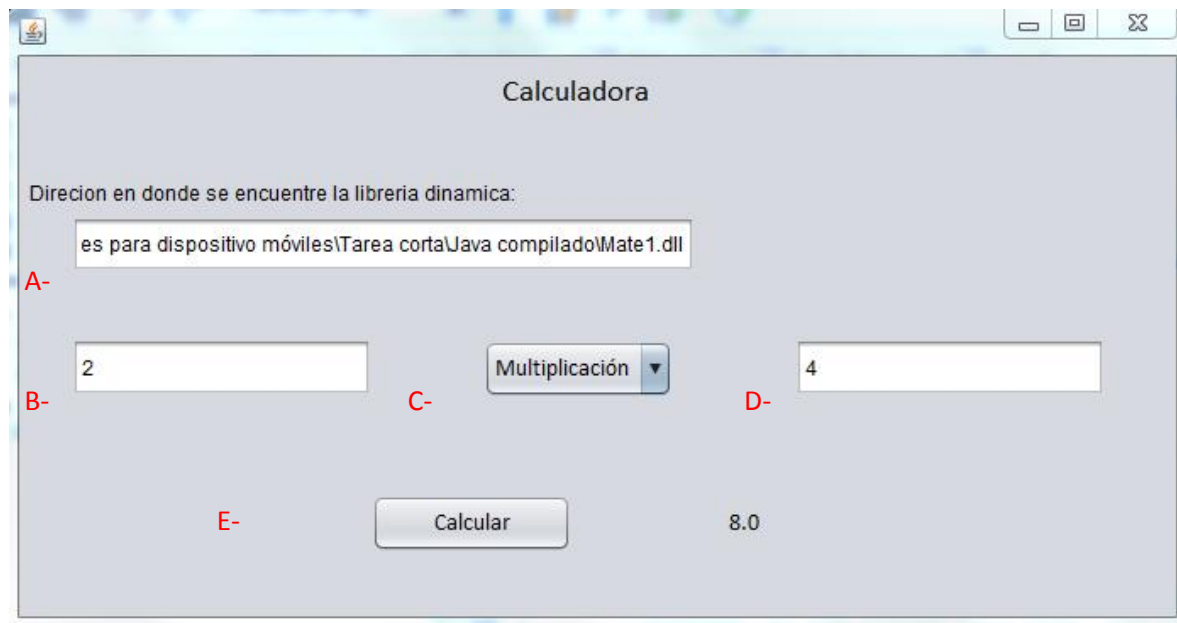 Calculadora
Direcion en donde se encuentre la libreria dinamica:
es para dispositivo móviles\Tarea corta\Java compilado\Mate1.dll
A-
2 Multiplicación 4
B- C- D-
E- Calcular 8.0